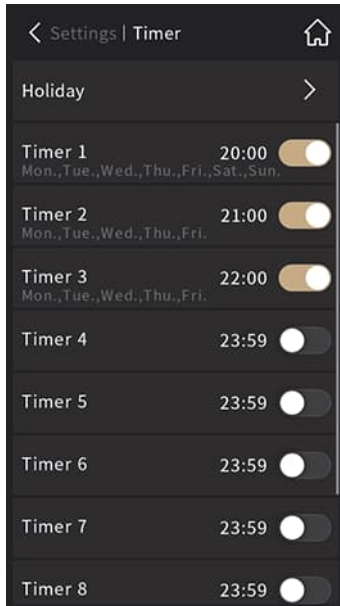 Settings | Timer
Holiday
Timer 1 20:00
Mon.,Tue.,Wed.,Thu.,Fri.,Sat.,Sun.
Timer 2 21:00
Mon.,Tue.,Wed.,Thu.,Fri.
Timer 3 22:00
Mon.,Tue.,Wed.,Thu.,Fri.
Timer 4 23:59
Timer 5 23:59
Timer 6 23:59
Timer 7 23:59
Timer 8 23:59